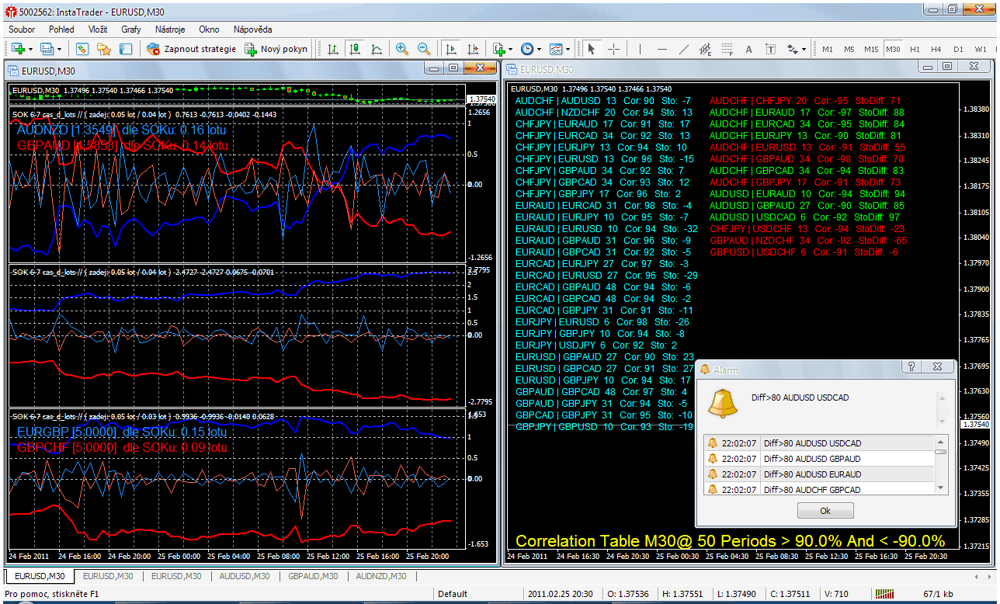 5002562: InstaTrader - EURUSD,M30
Soubor Pohled Vložit Grafy Nástroje Okno Nápověda
Zapnout strategie Nový pokyn A T M1 M5 M15 M30 H1 H4 D1 W1
EURUSD,M30
EURUSD,M30 1.37496 1.37540 1.37466 1.37540
1.37540
SOK 6-7 cas_d_lots // ( zadej: 0.05 lot / 0.04 lot ) 0.7613 -0.7613 -0.0402 -0.1443
1.2656
AUDNZD [1.3549] dle SOKu: 0.16 lotu
GBPAUD [1.5853] dle SOKu: 0.14 lotu
0.5
0.00
-1.2656
SOK 6-7 cas_d_lots // ( zadej: 0.05 lot / 0.04 lot ) 2.4727 -2.4727 0.0675 -0.0701
2.7795
2.5
2
1.5
1
0.5
0.00
-2.7795
SOK 6-7 cas_d_lots // ( zadej: 0.05 lot / 0.03 lot ) 0.9936 -0.9936 -0.0140 0.0628
1.653
EURGBP [5.0000] dle SOKu: 0.15 lotu
GBPCHF [5.0000] dle SOKu: 0.09 lotu
1
0.5
0.00
-1.653
24 Feb 2011 24 Feb 16:00 24 Feb 20:00 25 Feb 00:00 25 Feb 04:00 25 Feb 08:00 25 Feb 12:00 25 Feb 16:00 25 Feb 20:00
EURUSD,M30
EURUSD,M30 1.37496 1.37540 1.37466 1.37540
AUDCHF | AUDUSD 13 Cor: 90 Sto: -7
AUDCHF | NZDCHF 20 Cor: 94 Sto: 13
CHFJPY | EURAUD 17 Cor: 91 Sto: 17
CHFJPY | EURCAD 34 Cor: 92 Sto: 13
CHFJPY | EURJPY 13 Cor: 94 Sto: 10
CHFJPY | EURUSD 13 Cor: 96 Sto: -15
CHFJPY | GBPAUD 34 Cor: 92 Sto: 7
CHFJPY | GBPCAD 34 Cor: 93 Sto: 12
CHFJPY | GBPJPY 17 Cor: 96 Sto: 2
EURAUD | EURCAD 31 Cor: 98 Sto: -4
EURAUD | EURJPY 10 Cor: 95 Sto: -7
EURAUD | EURUSD 10 Cor: 94 Sto: -32
EURAUD | GBPAUD 31 Cor: 96 Sto: -9
EURAUD | GBPCAD 31 Cor: 92 Sto: -5
EURCAD | EURJPY 27 Cor: 97 Sto: -3
EURCAD | EURUSD 27 Cor: 96 Sto: -29
EURCAD | GBPAUD 48 Cor: 94 Sto: -6
EURCAD | GBPCAD 48 Cor: 94 Sto: -2
EURCAD | GBPJPY 31 Cor: 91 Sto: -11
EURJPY | EURUSD 6 Cor: 98 Sto: -26
EURJPY | GBPJPY 10 Cor: 94 Sto: -8
EURJPY | USDJPY 6 Cor: 92 Sto: 2
EURUSD | GBPAUD 27 Cor: 90 Sto: 23
EURUSD | GBPCAD 27 Cor: 91 Sto: 27
EURUSD | GBPJPY 10 Cor: 94 Sto: 17
GBPAUD | GBPCAD 48 Cor: 97 Sto: 4
GBPAUD | GBPJPY 31 Cor: 94 Sto: -5
GBPCAD | GBPJPY 31 Cor: 95 Sto: -10
GBPJPY | GBPUSD 10 Cor: 93 Sto: -19
AUDCHF | CHFJPY 20 Cor: -95 StoDiff: 71
AUDCHF | EURAUD 17 Cor: -97 StoDiff: 88
AUDCHF | EURCAD 34 Cor: -95 StoDiff: 84
AUDCHF | EURJPY 13 Cor: -90 StoDiff: 81
AUDCHF | EURUSD 13 Cor: -91 StoDiff: 55
AUDCHF | GBPAUD 34 Cor: -98 StoDiff: 78
AUDCHF | GBPCAD 34 Cor: -94 StoDiff: 83
AUDCHF | GBPJPY 17 Cor: -91 StoDiff: 73
AUDUSD | EURAUD 10 Cor: -94 StoDiff: 94
AUDUSD | GBPAUD 27 Cor: -90 StoDiff: 85
AUDUSD | USDCAD 6 Cor: -92 StoDiff: 97
CHFJPY | USDCHF 13 Cor: -94 StoDiff: -23
GBPAUD | NZDCHF 34 Cor: -92 StoDiff: -65
GBPUSD | USDCHF 6 Cor: -91 StoDiff: -6
1.38380
1.38310
1.38245
1.38175
1.38105
1.38040
1.37970
1.37900
1.37835
1.37765
1.37695
1.37630
1.37560
1.37540
1.37490
1.37425
1.37355
1.37285
1.37215
Alarm
Diff>80 AUDUSD USDCAD
22:02:07 Diff>80 AUDUSD USDCAD
22:02:07 Diff>80 AUDUSD GBPAUD
22:02:07 Diff>80 AUDUSD EURAUD
22:02:07 Diff>80 AUDCHF GBPCAD
Ok
Correlation Table M30@ 50 Periods > 90.0% And < -90.0%
24 Feb 2011 24 Feb 16:30 24 Feb 20:30 25 Feb 00:30 25 Feb 04:30 25 Feb 08:30 25 Feb 12:30 25 Feb 16:30 25 Feb 20:30
EURUSD,M30 EURUSD,M30 EURUSD,M30 AUDUSD,M30 GBPAUD,M30 AUDNZD,M30
Pro pomoc, stiskněte F1 Default 2011.02.25 20:30 O: 1.37536 H: 1.37551 L: 1.37490 C: 1.37511 V: 710 67/1 kb